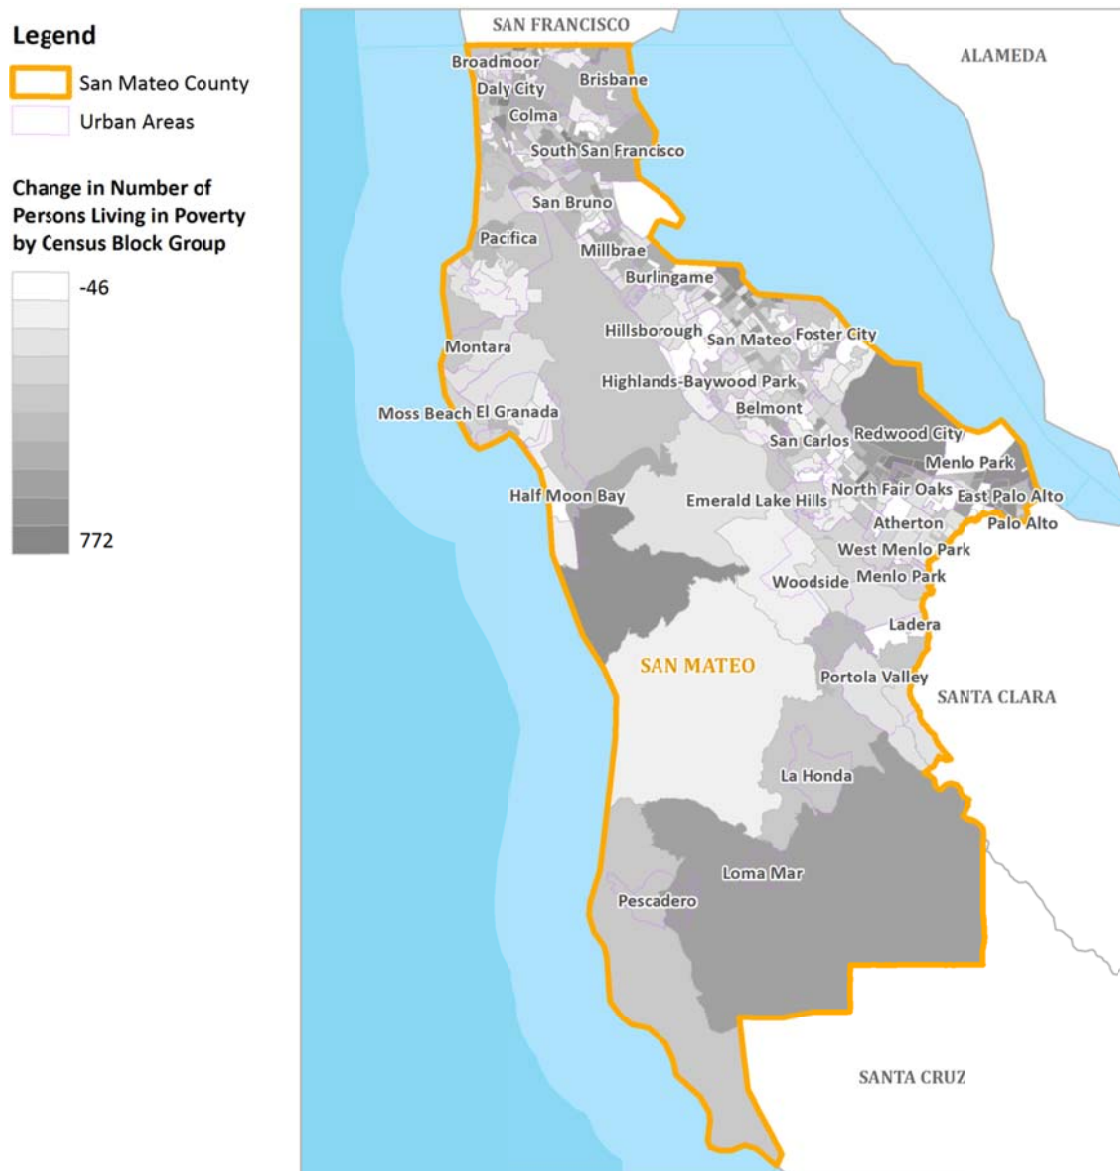 Legend
San Mateo County
Urban Areas
Change in Number of
Persons Living in Poverty
by Census Block Group
-46
772
SAN FRANCISCO
ALAMEDA
Broadmoor
Brisbane
Daly City
Colma
South San Francisco
San Bruno
Pacifica
Millbrae
Burlingame
Hillsborough
San Mateo
Foster City
Montara
Highlands-Baywood Park
Moss Beach
El Granada
Belmont
San Carlos
Redwood City
Menlo Park
Half Moon Bay
Emerald Lake Hills
North Fair Oaks
East Palo Alto
Atherton
Palo Alto
West Menlo Park
Woodside
Menlo Park
Ladera
SAN MATEO
Portola Valley
SANTA CLARA
La Honda
Loma Mar
Pescadero
SANTA CRUZ